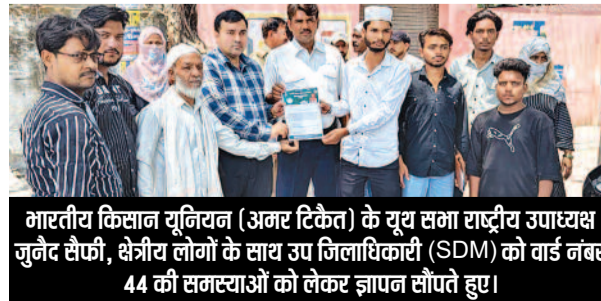 भारतीय किसान यूनियन (अमर टिकैत) के यूथ सभा राष्ट्रीय उपाध्यक्ष
जुनैद सैफी, क्षेत्रीय लोगों के साथ उप जिलाधिकारी (SDM) को वार्ड नंबर
44 की समस्याओं को लेकर ज्ञापन सौंपते हुए।